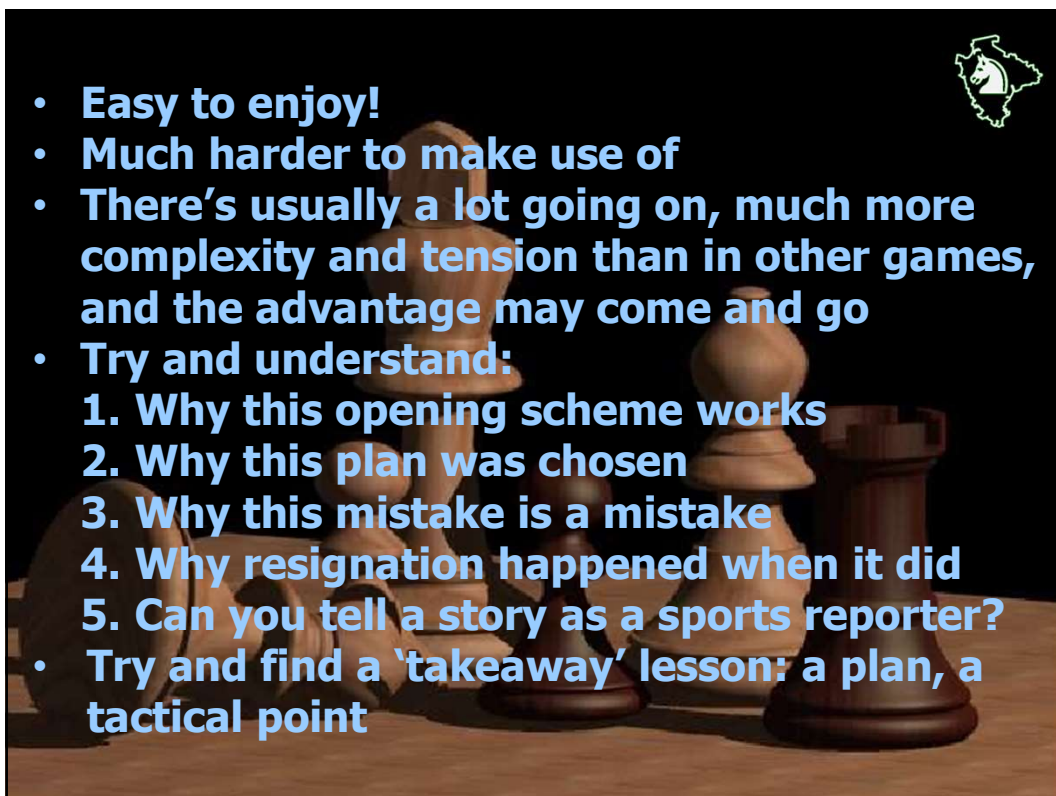 • Easy to enjoy!
• Much harder to make use of
• There’s usually a lot going on, much more
complexity and tension than in other games,
and the advantage may come and go
• Try and understand:
1. Why this opening scheme works
2. Why this plan was chosen
3. Why this mistake is a mistake
4. Why resignation happened when it did
5. Can you tell a story as a sports reporter?
• Try and find a ‘takeaway’ lesson: a plan, a
tactical point